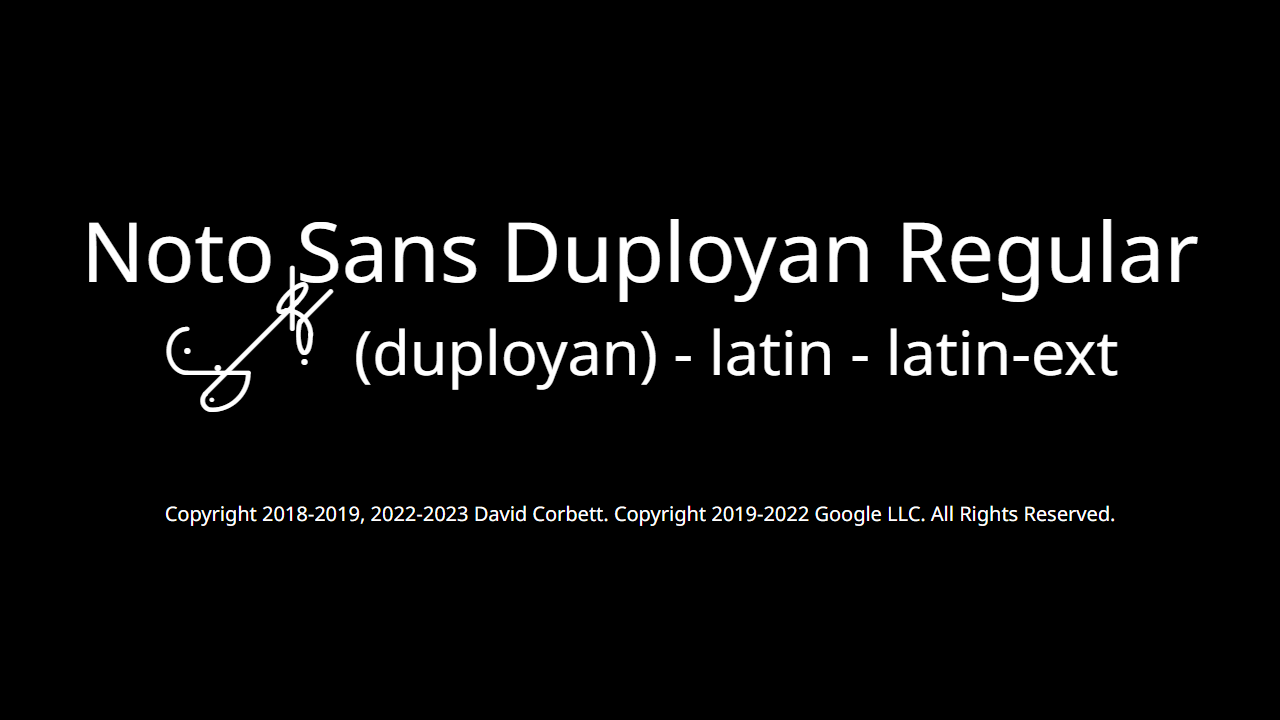 Noto Sans Duployan Regular
(duployan) - latin - latin-ext
Copyright 2018-2019, 2022-2023 David Corbett. Copyright 2019-2022 Google LLC. All Rights Reserved.